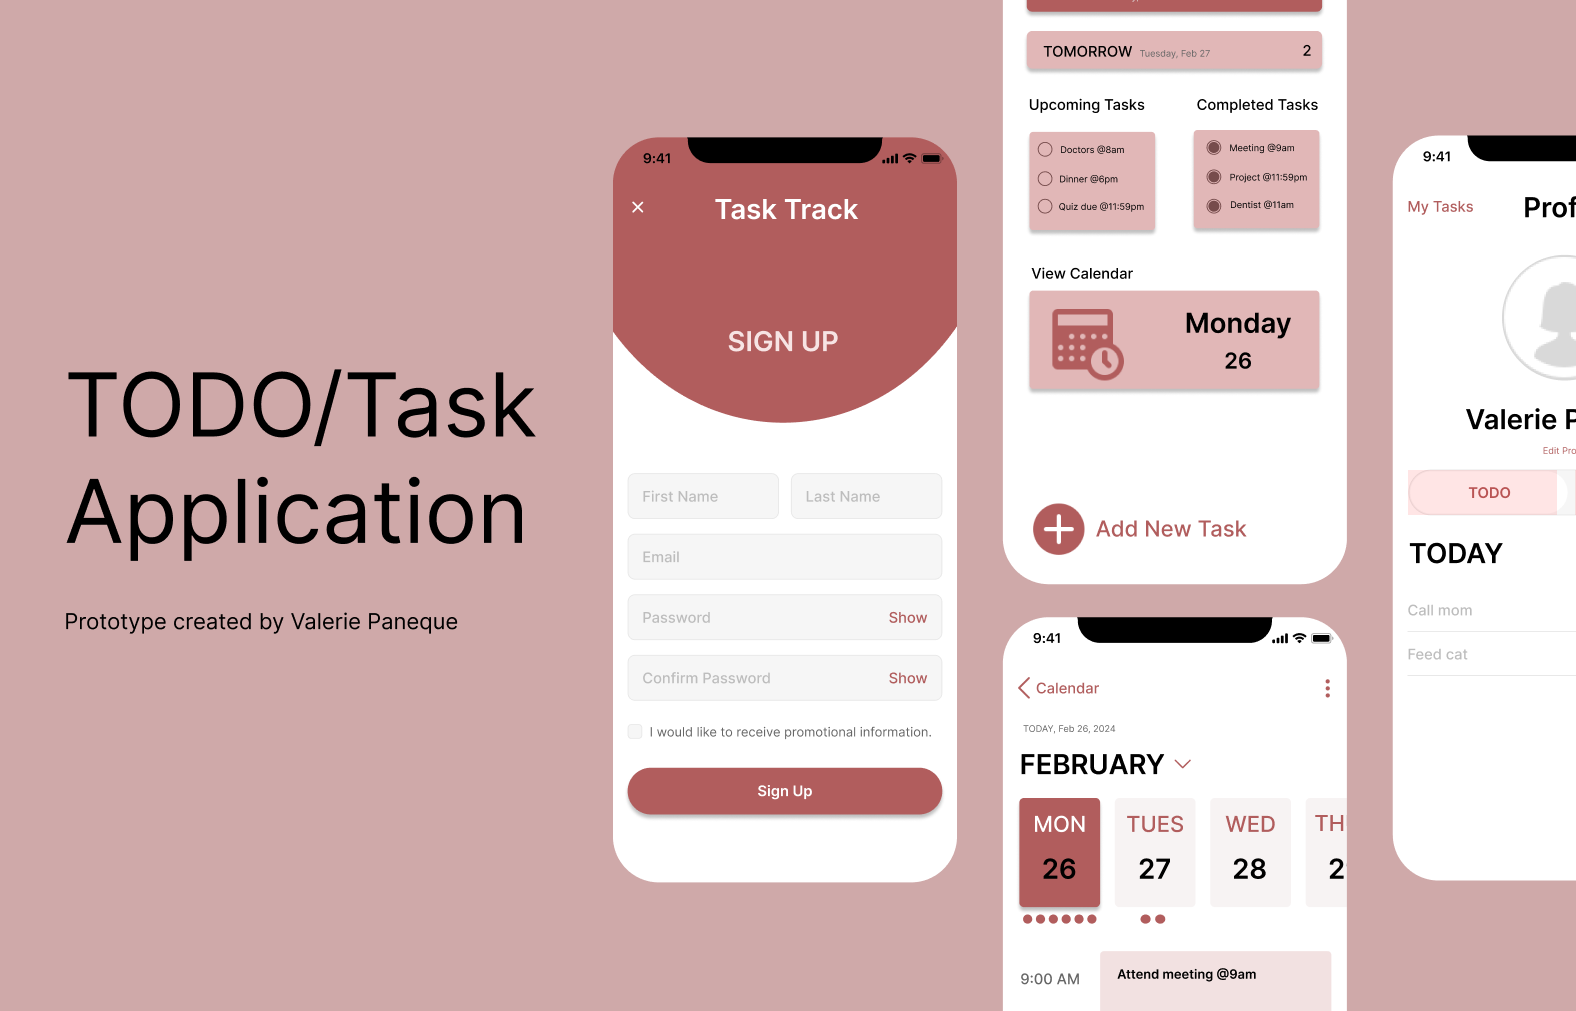 TODO/Task
Application
Prototype created by Valerie Paneque
9:41
Task Track
SIGN UP
First Name
Last Name
Email
Password
Show
Confirm Password
Show
I would like to receive promotional information.
Sign Up
TOMORROW Tuesday, Feb 27 2
Upcoming Tasks
Doctors @8am
Dinner @6pm
Quiz due @11:59pm
Completed Tasks
Meeting @9am
Project @11:59pm
Dentist @11am
View Calendar
Monday
26
Add New Task
9:41
Calendar
TODAY, Feb 26, 2024
FEBRUARY
MON
26
TUES
27
WED
28
TH
2
9:00 AM
Attend meeting @9am
9:41
My Tasks
Prof
Valerie P
Edit Pro
TODO
TODAY
Call mom
Feed cat